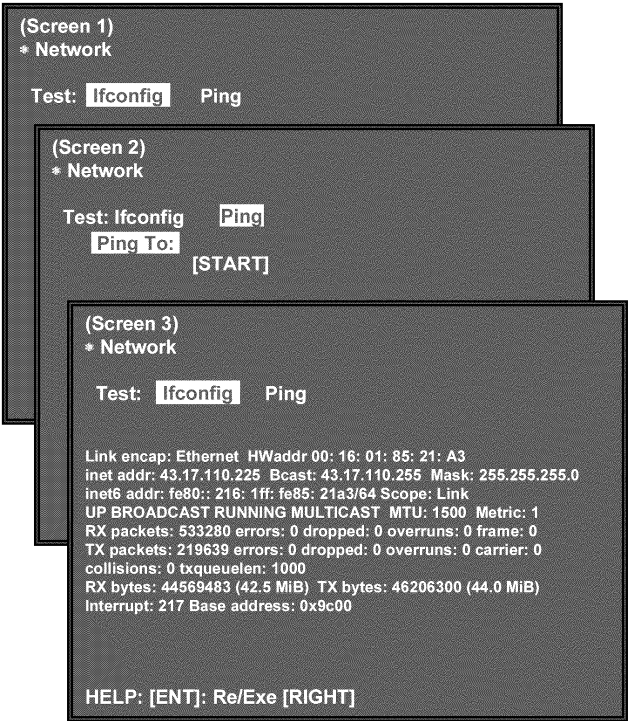 (Screen 1)
* Network
Test: Ifconfig Ping
(Screen 2)
* Network
Test: Ifconfig Ping
Ping To:
[START]
(Screen 3)
* Network
Test: Ifconfig Ping
Link encap: Ethernet HWaddr 00: 16: 01: 85: 21: A3
inet addr: 43.17.110.225 Bcast: 43.17.110.255 Mask: 255.255.255.0
inet6 addr: fe80:: 216: 1ff: fe85: 21a3/64 Scope: Link
UP BROADCAST RUNNING MULTICAST MTU: 1500 Metric: 1
RX packets: 533280 errors: 0 dropped: 0 overruns: 0 frame: 0
TX packets: 219639 errors: 0 dropped: 0 overruns: 0 carrier: 0
collisions: 0 txqueuelen: 1000
RX bytes: 44569483 (42.5 MiB) TX bytes: 46206300 (44.0 MiB)
Interrupt: 217 Base address: 0x9c00
HELP: [ENT]: Re/Exe [RIGHT]